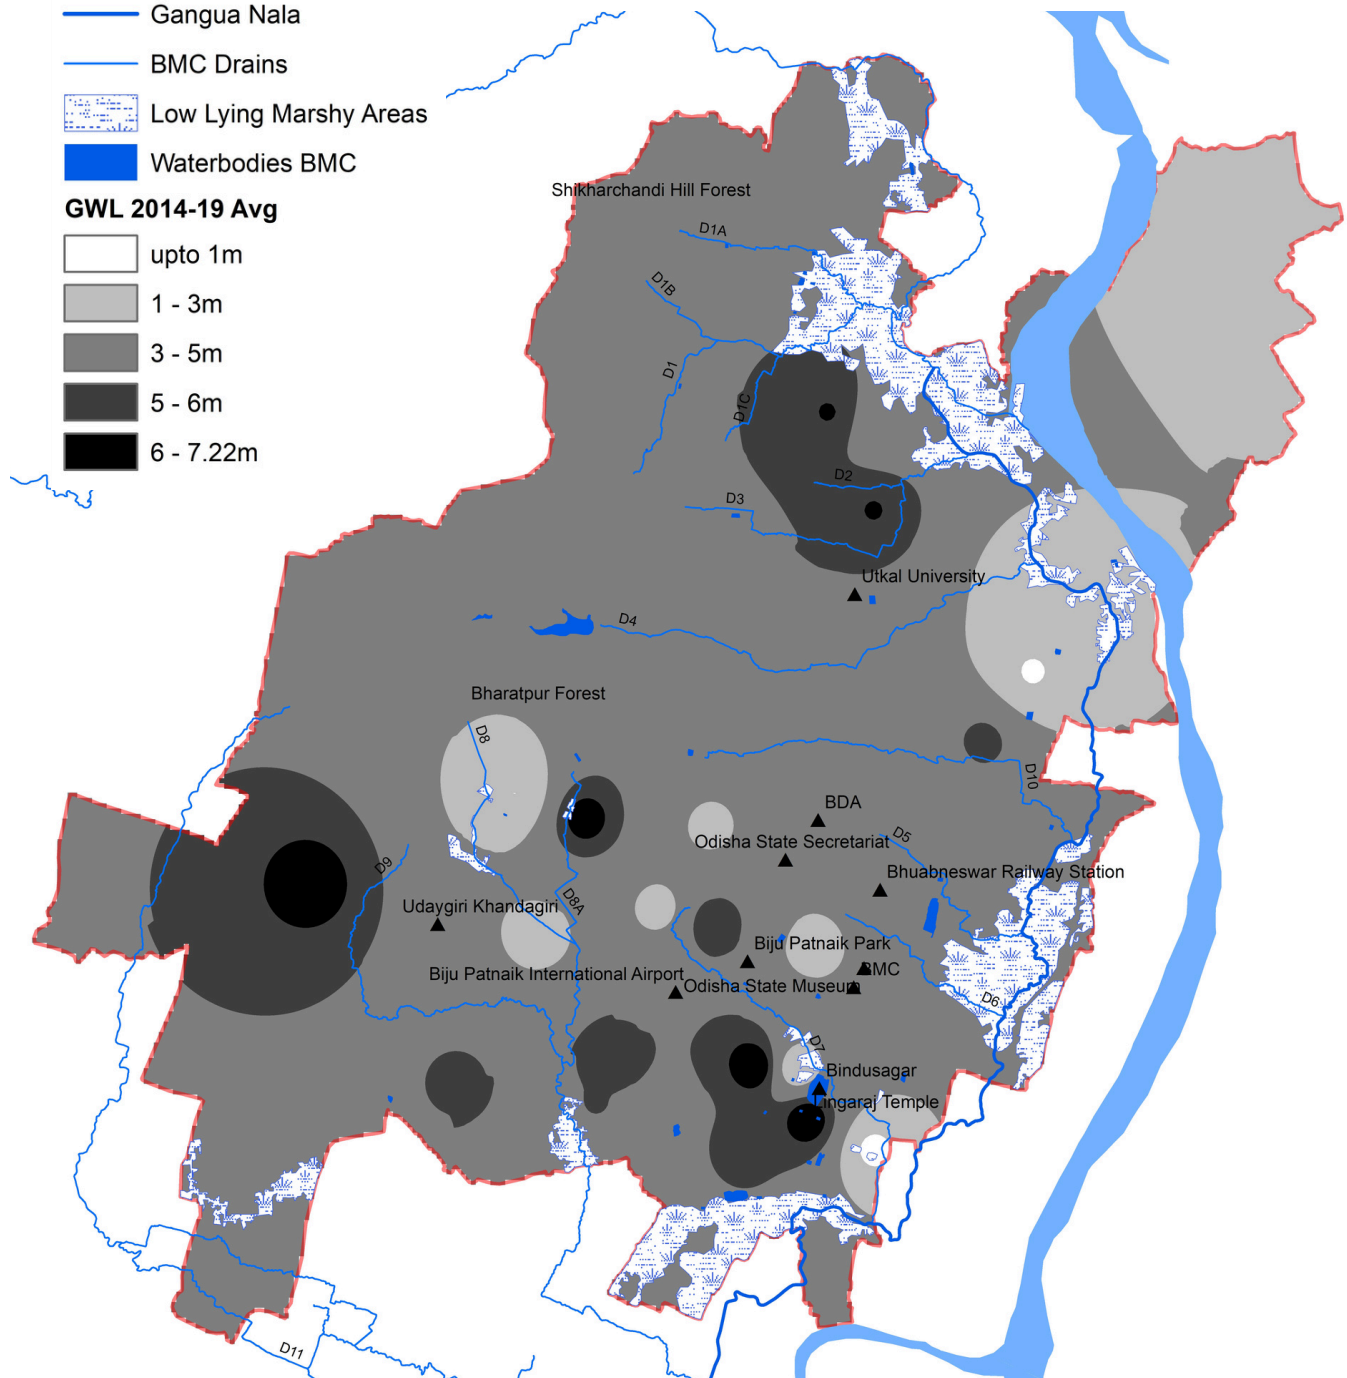 Gangua Nala
BMC Drains
Low Lying Marshy Areas
Waterbodies BMC
GWL 2014-19 Avg
upto 1m
1 - 3m
3 - 5m
5 - 6m
6 - 7.22m
Shikharchandi Hill Forest
D1A
D1B
D1
D1C
D2
D3
Utkal University
D4
Bharatpur Forest
D8
D10
BDA
D5
Odisha State Secretariat
D9
Bhuabneswar Railway Station
D8A
Udaygiri Khandagiri
Biju Patnaik Park
BMC
Biju Patnaik International Airport
Odisha State Museum
D6
D7
Bindusagar
Lingaraj Temple
D11